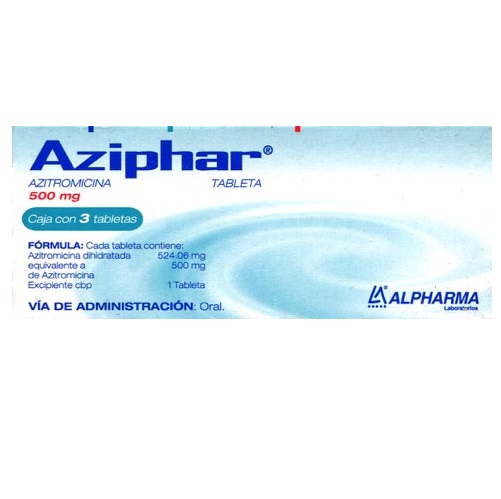 Aziphar®
AZITROMICINA TABLETA
500 mg
Caja con 3 tabletas
FÓRMULA: Cada tableta contiene:
Azitromicina dihidratada 524.06 mg
equivalente a 500 mg
de Azitromicina
Excipiente cbp 1 Tableta
VÍA DE ADMINISTRACIÓN: Oral.
ALPHARMA
Laboratorios